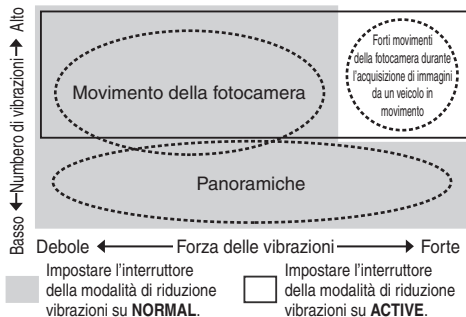 Basso ← Numero di vibrazioni → Alto
Movimento della fotocamera
Forti movimenti
della fotocamera durante
l'acquisizione di immagini
da un veicolo in
movimento
Panoramiche
Debole ← Forza delle vibrazioni → Forte
Impostare l'interruttore
della modalità di riduzione
vibrazioni su NORMAL.
Impostare l'interruttore
della modalità di riduzione
vibrazioni su ACTIVE.